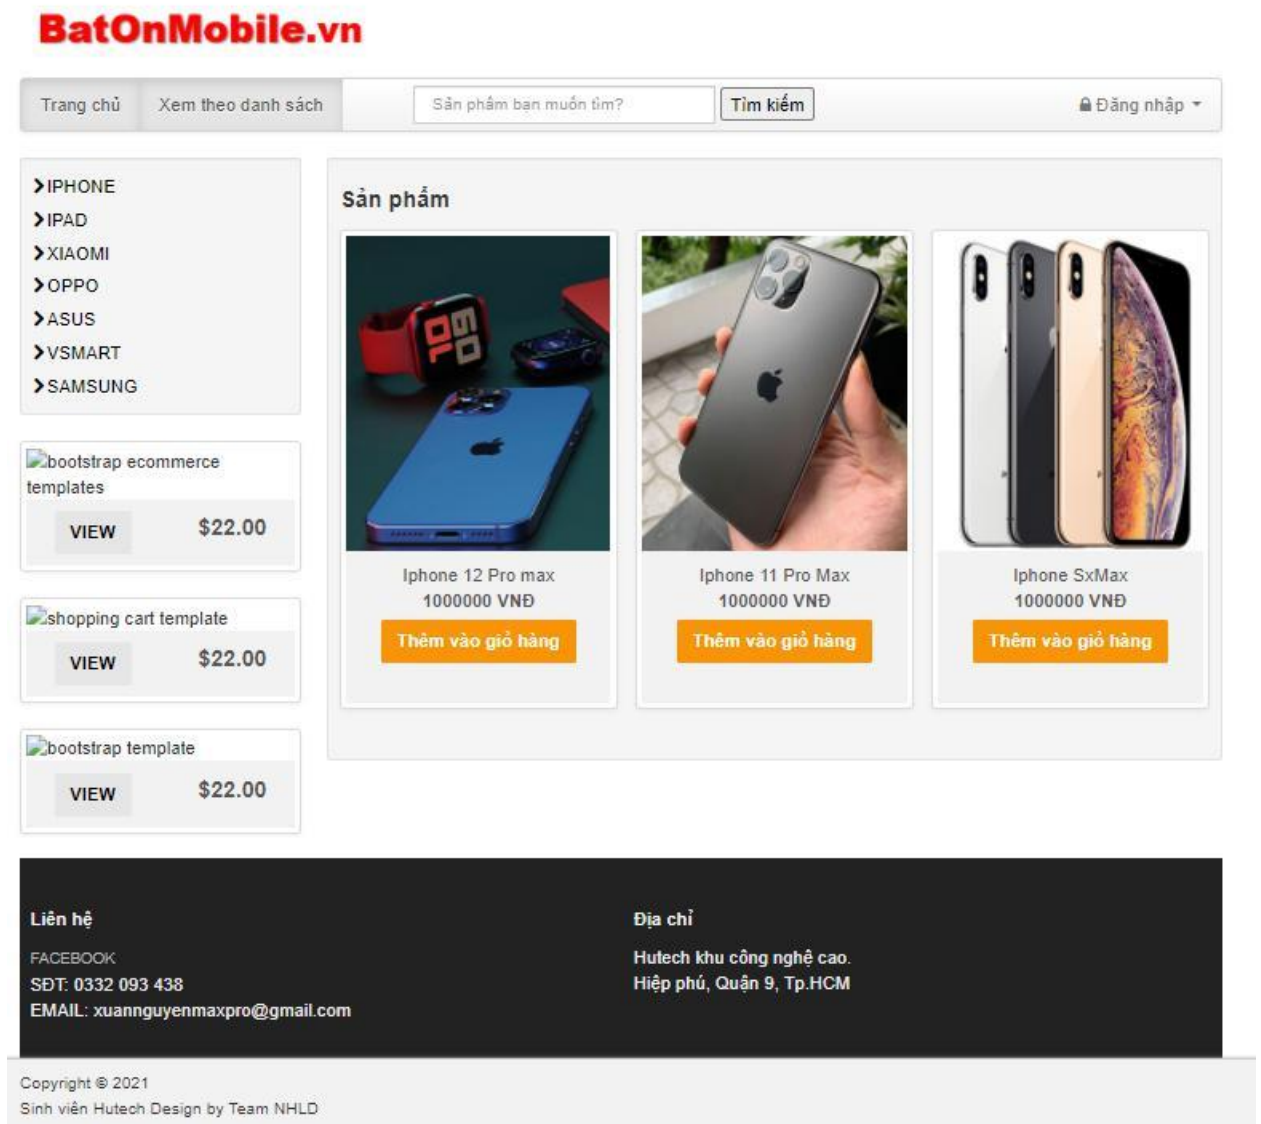 BatOnMobile.vn
Trang chủ
Xem theo danh sách
Sản phẩm bạn muốn tìm?
Tìm kiếm
Đăng nhập
IPHONE
IPAD
XIAOMI
OPPO
ASUS
VSMART
SAMSUNG
bootstrap ecommerce
templates
VIEW $22.00
shopping cart template
VIEW $22.00
bootstrap template
VIEW $22.00
Sản phẩm
Iphone 12 Pro max
1000000 VNĐ
Thêm vào giỏ hàng
Iphone 11 Pro Max
1000000 VNĐ
Thêm vào giỏ hàng
Iphone SxMax
1000000 VNĐ
Thêm vào giỏ hàng
Liên hệ
FACEBOOK
SĐT: 0332 093 438
EMAIL: xuannguyenmaxpro@gmail.com
Địa chỉ
Hutech khu công nghệ cao.
Hiệp phú, Quận 9, Tp.HCM
Copyright © 2021
Sinh viên Hutech Design by Team NHLD